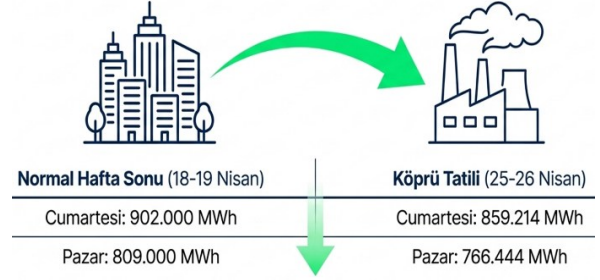 Normal Hafta Sonu (18-19 Nisan)
Cumartesi: 902.000 MWh
Pazar: 809.000 MWh
Köprü Tatili (25-26 Nisan)
Cumartesi: 859.214 MWh
Pazar: 766.444 MWh